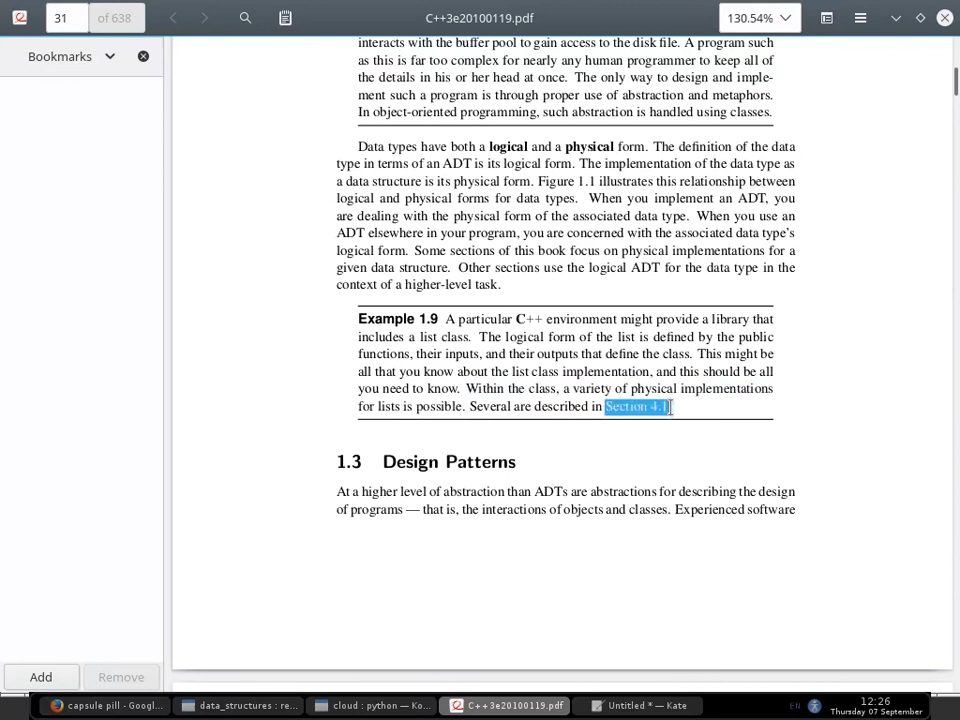 31
of 638
C++3e20100119.pdf
130.54%
Bookmarks
interacts with the buffer pool to gain access to the disk file. A program such
as this is far too complex for nearly any human programmer to keep all of
the details in his or her head at once. The only way to design and imple-
ment such a program is through proper use of abstraction and metaphors.
In object-oriented programming, such abstraction is handled using classes.
Data types have both a logical and a physical form. The definition of the data
type in terms of an ADT is its logical form. The implementation of the data type as
a data structure is its physical form. Figure 1.1 illustrates this relationship between
logical and physical forms for data types. When you implement an ADT, you
are dealing with the physical form of the associated data type. When you use an
ADT elsewhere in your program, you are concerned with the associated data type's
logical form. Some sections of this book focus on physical implementations for a
given data structure. Other sections use the logical ADT for the data type in the
context of a higher-level task.
Example 1.9 A particular C++ environment might provide a library that
includes a list class. The logical form of the list is defined by the public
functions, their inputs, and their outputs that define the class. This might be
all that you know about the list class implementation, and this should be all
you need to know. Within the class, a variety of physical implementations
for lists is possible. Several are described in Section 4.1.
1.3 Design Patterns
At a higher level of abstraction than ADTs are abstractions for describing the design
of programs — that is, the interactions of objects and classes. Experienced software
Add
Remove
capsule pill - Googl...
data_structures : re...
cloud : python — Ko...
C++3e20100119.pdf
Untitled * — Kate
EN
12:26
Thursday 07 September